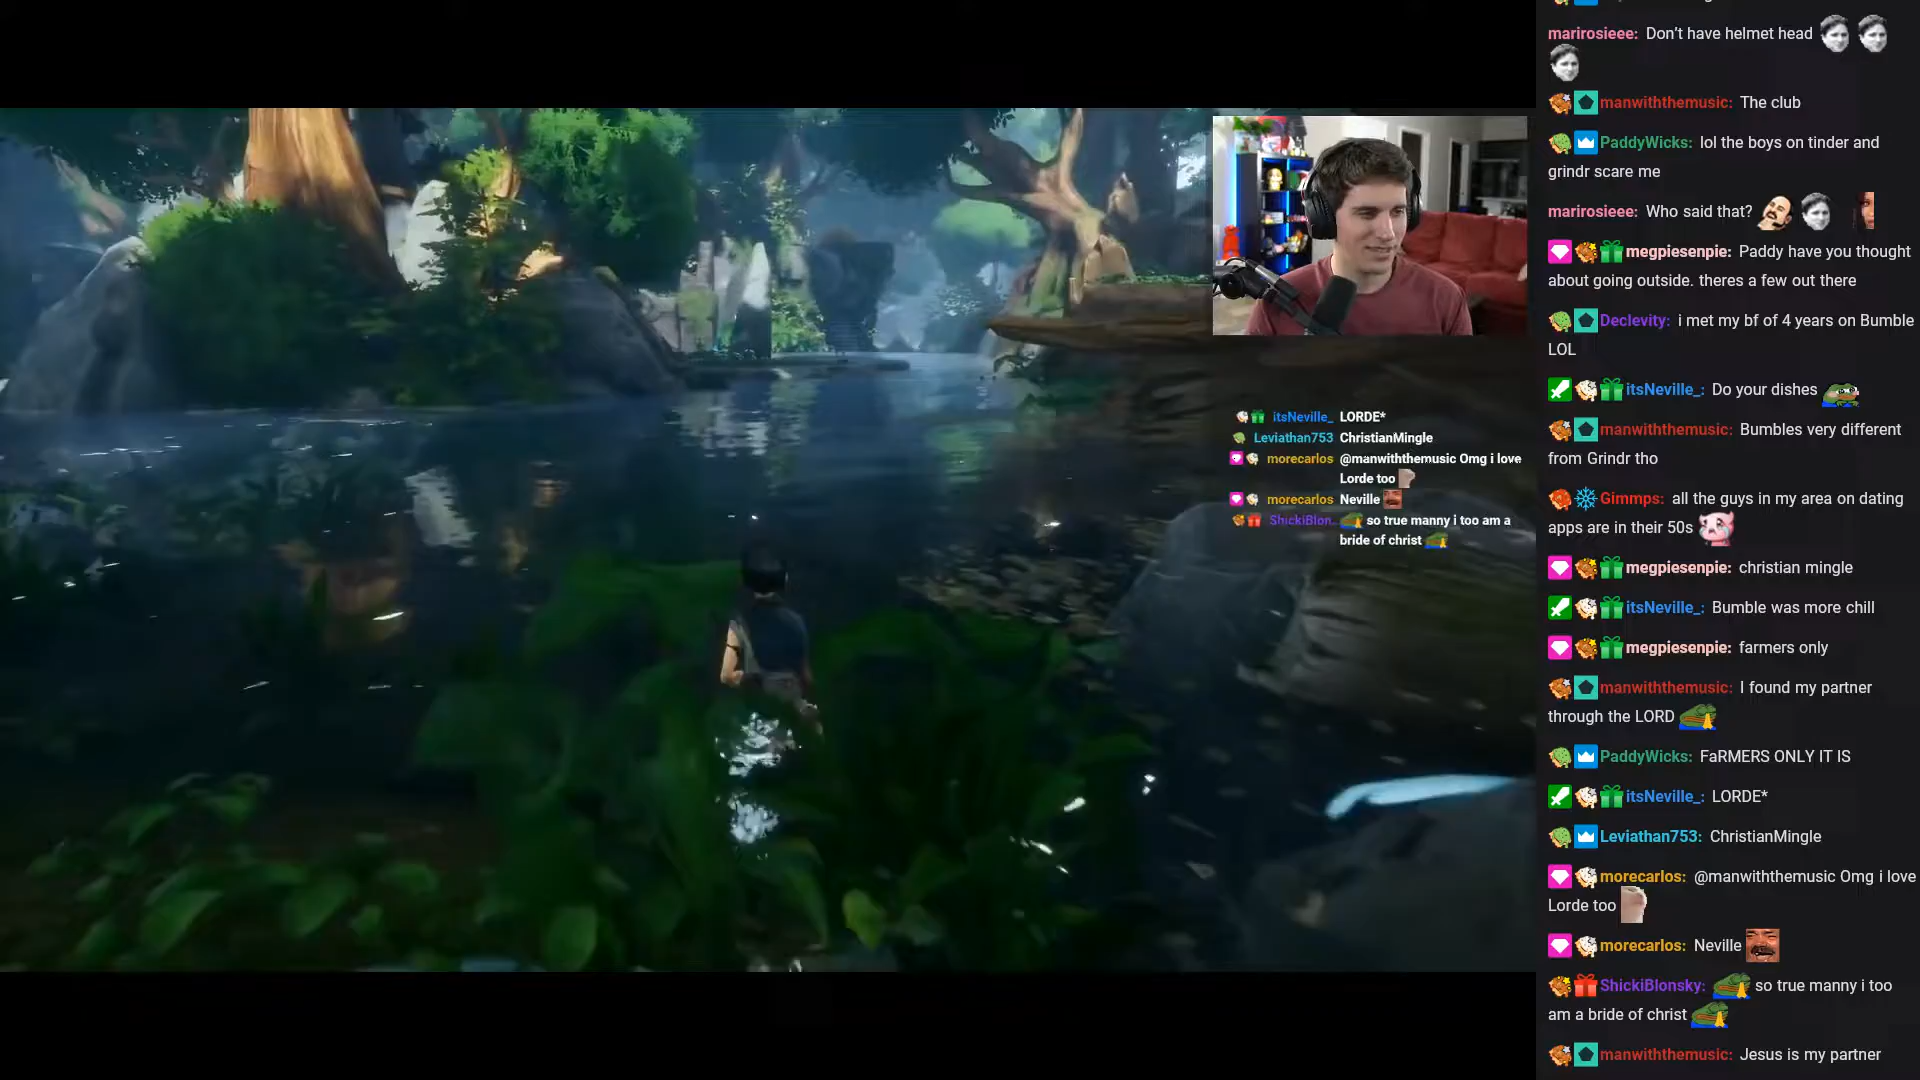 marirosieee: Don't have helmet head
manwiththemusic: The club
PaddyWicks: lol the boys on tinder and
grindr scare me
marirosieee: Who said that?
megpiesenpie: Paddy have you thought
about going outside. theres a few out there
Declevity: i met my bf of 4 years on Bumble
LOL
itsNeville_: Do your dishes
manwiththemusic: Bumbles very different
from Grindr tho
Gimmps: all the guys in my area on dating
apps are in their 50s
megpiesenpie: christian mingle
itsNeville_: Bumble was more chill
megpiesenpie: farmers only
manwiththemusic: I found my partner
through the LORD
PaddyWicks: FaRMERS ONLY IT IS
itsNeville_: LORDE*
Leviathan753: ChristianMingle
morecarlos: @manwiththemusic Omg i love
Lorde too
morecarlos: Neville
ShickiBlonsky: so true manny i too
am a bride of christ
manwiththemusic: Jesus is my partner
itsNeville_ LORDE*
Leviathan753 ChristianMingle
morecarlos @manwiththemusic Omg i love
Lorde too
morecarlos Neville
ShickiBlon… so true manny i too am a
bride of christ